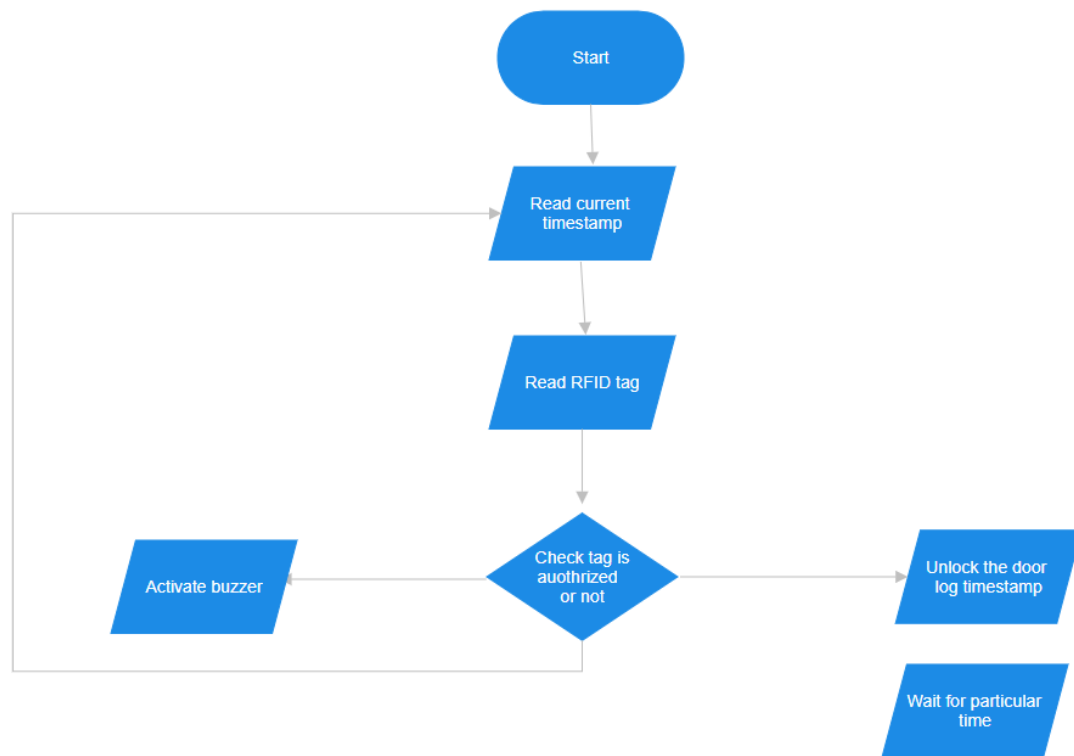 Start
Read current
timestamp
Read RFID tag
Check tag is
auothrized
or not
Activate buzzer
Unlock the door
log timestamp
Wait for particular
time